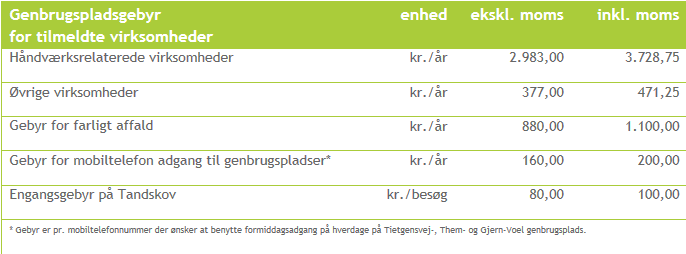 Genbrugspladsgebyr enhed ekskl. moms inkl. moms
for tilmeldte virksomheder
Håndværksrelaterede virksomheder kr./år 2.983,00 3.728,75
Øvrige virksomheder kr./år 377,00 471,25
Gebyr for farligt affald kr./år 880,00 1.100,00
Gebyr for mobiltelefon adgang til genbrugspladser* kr./år 160,00 200,00
Engangsgebyr på Tandskov kr./besøg 80,00 100,00
* Gebyr er pr. mobiltelefonnummer der ønsker at benytte formiddagsadgang på hverdage på Tietgensvej-, Them- og Gjern-Voel genbrugsplads.